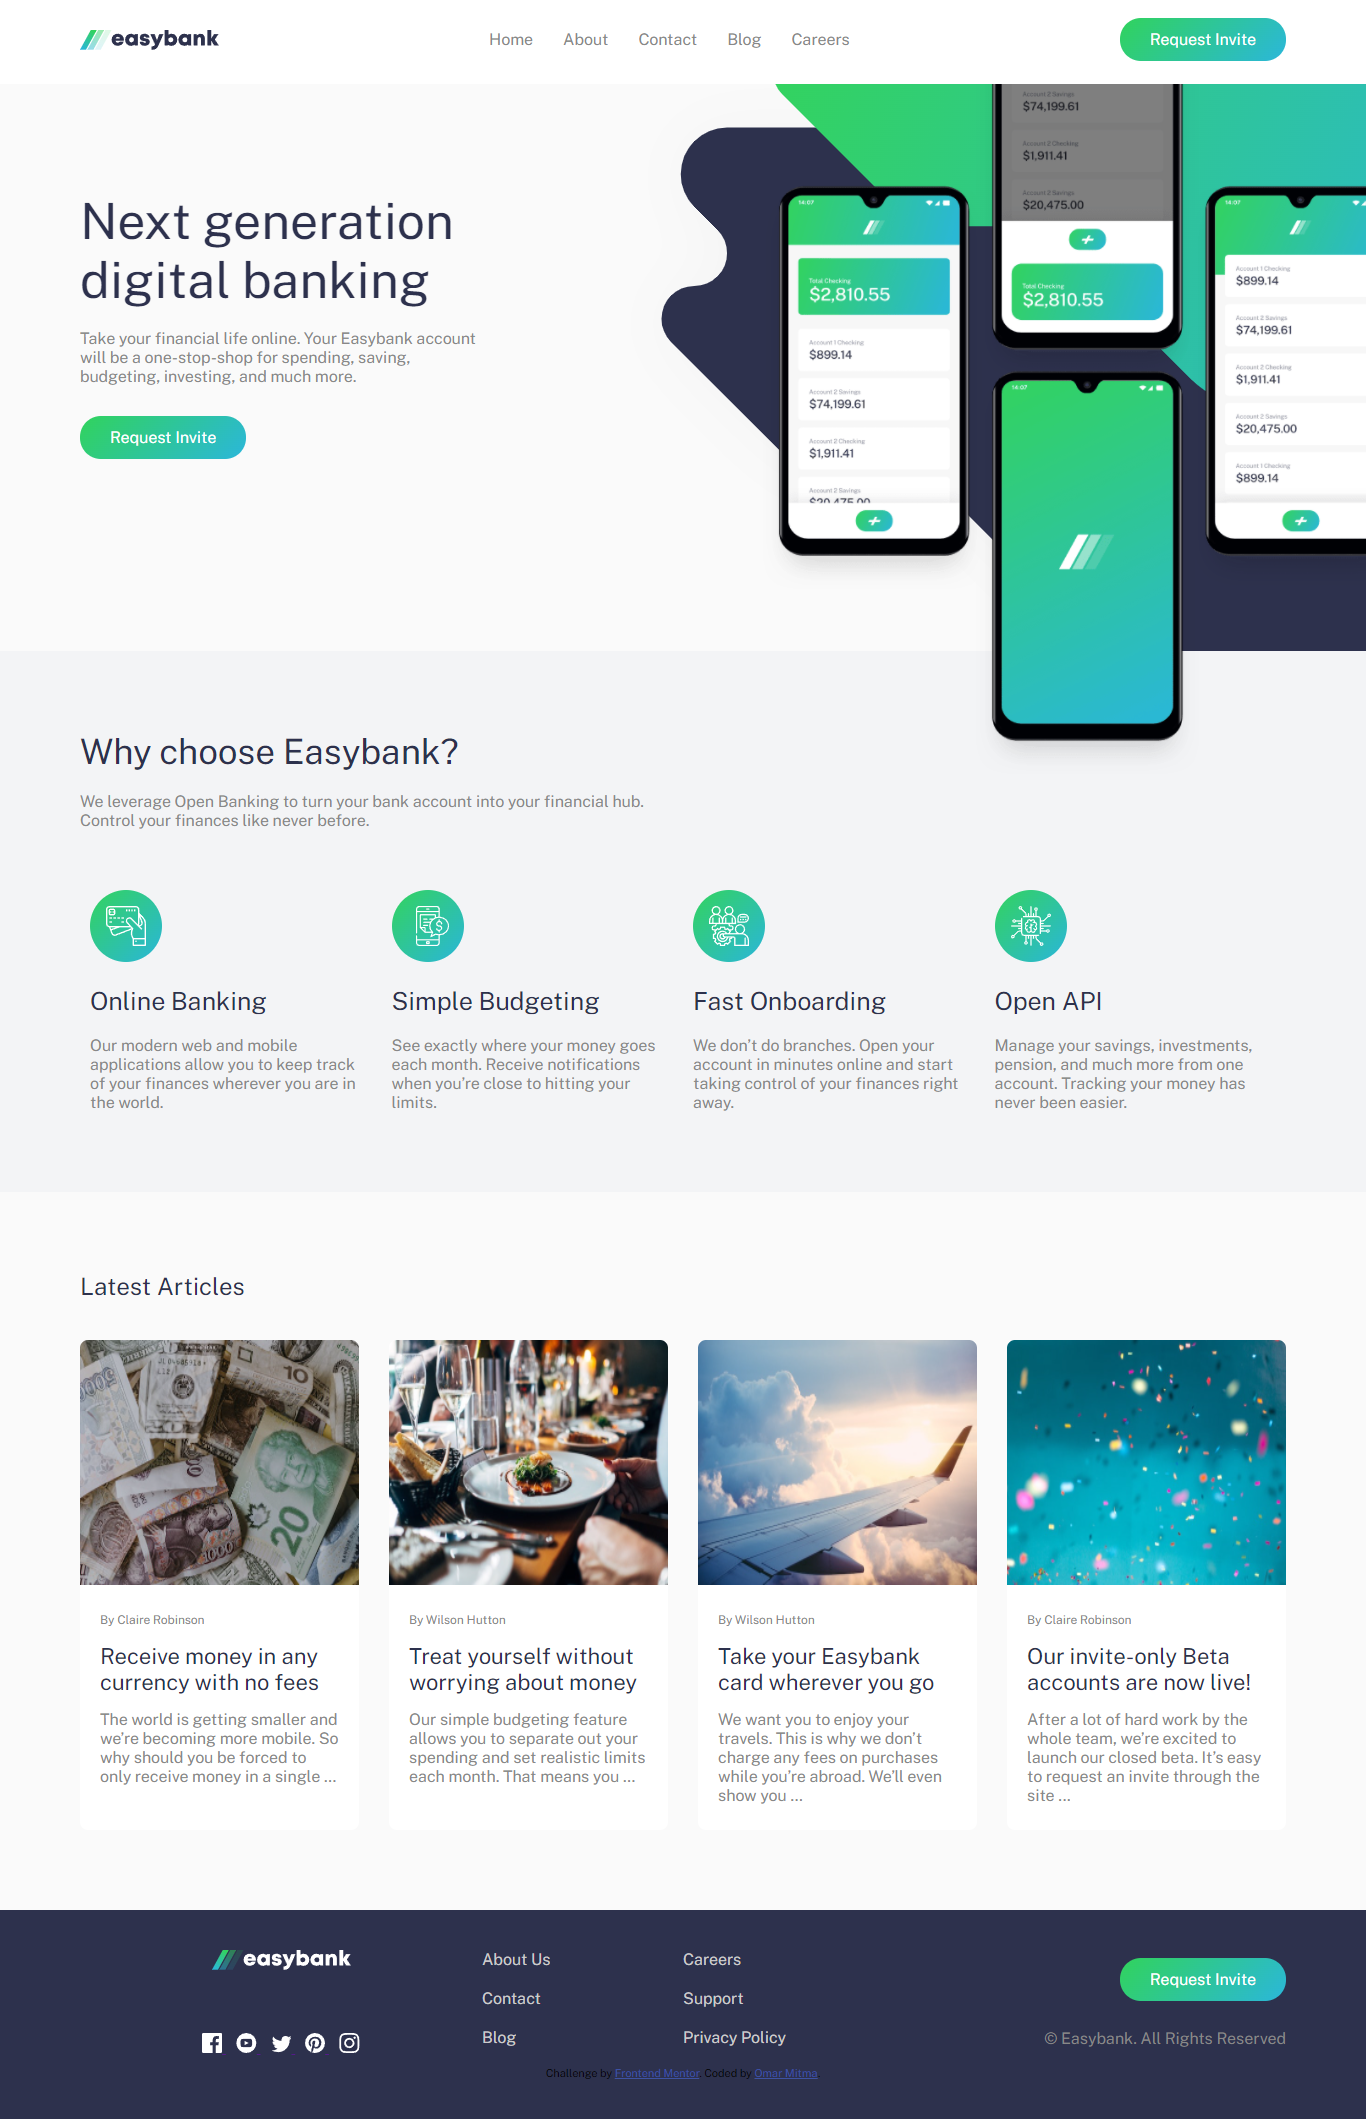 easybank
Home About Contact Blog Careers
Request Invite
Next generation
digital banking
Take your financial life online. Your Easybank account
will be a one-stop-shop for spending, saving,
budgeting, investing, and much more.
Request Invite
Account 2 Savings
$74,199.61
Account 2 Checking
$1,911.41
Account 2 Savings
$20,475.00
Total Checking
$2,810.55
14:07
Total Checking
$2,810.55
Account 1 Checking
$899.14
Account 2 Savings
$74,199.61
Account 2 Checking
$1,911.41
Account 2 Savings
$20,475.00
14:07
Account 1 Checking
$899.14
Account 2 Savings
$74,199.61
Account 2 Checking
$1,911.41
Account 2 Savings
$20,475.00
Account 1 Checking
$899.14
14:07
Why choose Easybank?
We leverage Open Banking to turn your bank account into your financial hub.
Control your finances like never before.
Online Banking
Our modern web and mobile
applications allow you to keep track
of your finances wherever you are in
the world.
Simple Budgeting
See exactly where your money goes
each month. Receive notifications
when you’re close to hitting your
limits.
Fast Onboarding
We don’t do branches. Open your
account in minutes online and start
taking control of your finances right
away.
Open API
Manage your savings, investments,
pension, and much more from one
account. Tracking your money has
never been easier.
Latest Articles
10
20
1000
By Claire Robinson
Receive money in any
currency with no fees
The world is getting smaller and
we’re becoming more mobile. So
why should you be forced to
only receive money in a single ...
By Wilson Hutton
Treat yourself without
worrying about money
Our simple budgeting feature
allows you to separate out your
spending and set realistic limits
each month. That means you ...
By Wilson Hutton
Take your Easybank
card wherever you go
We want you to enjoy your
travels. This is why we don’t
charge any fees on purchases
while you’re abroad. We’ll even
show you ...
By Claire Robinson
Our invite-only Beta
accounts are now live!
After a lot of hard work by the
whole team, we’re excited to
launch our closed beta. It’s easy
to request an invite through the
site ...
easybank
About Us
Contact
Blog
Careers
Support
Privacy Policy
Request Invite
© Easybank. All Rights Reserved
Challenge by Frontend Mentor. Coded by Omar Mitma.